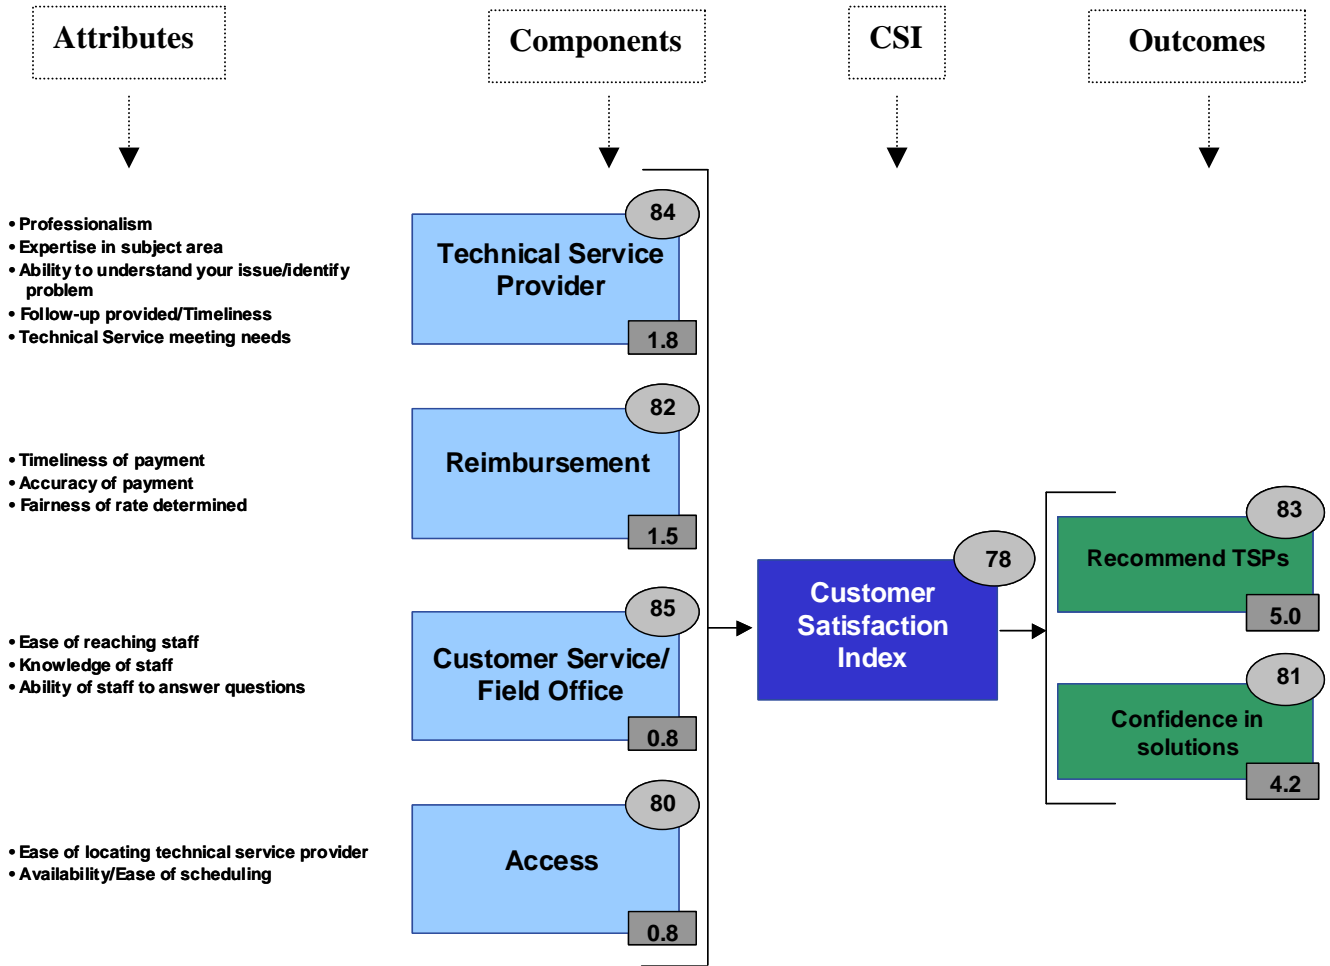 Attributes
Components
CSI
Outcomes
• Professionalism
• Expertise in subject area
• Ability to understand your issue/identify
problem
• Follow-up provided/Timeliness
• Technical Service meeting needs
84
Technical Service
Provider
1.8
• Timeliness of payment
• Accuracy of payment
• Fairness of rate determined
82
Reimbursement
1.5
• Ease of reaching staff
• Knowledge of staff
• Ability of staff to answer questions
85
Customer Service/
Field Office
0.8
• Ease of locating technical service provider
• Availability/Ease of scheduling
80
Access
0.8
78
Customer
Satisfaction
Index
83
Recommend TSPs
5.0
81
Confidence in
solutions
4.2